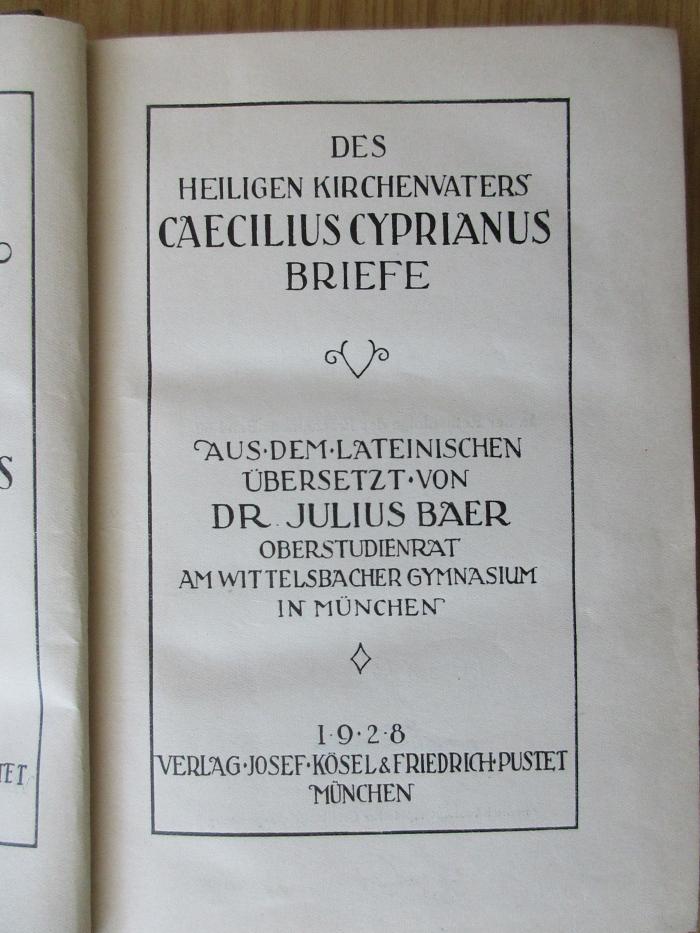 DES
HEILIGEN KIRCHENVATERS
CAECILIUS CYPRIANUS
BRIEFE
AUS·DEM·LATEINISCHEN
ÜBERSETZT·VON
DR. JULIUS BAER
OBERSTUDIENRAT
AM WITTELSBACHER GYMNASIUM
IN MÜNCHEN
1·9·2·8
VERLAG·JOSEF·KÖSEL&FRIEDRICH·PUSTET
MÜNCHEN